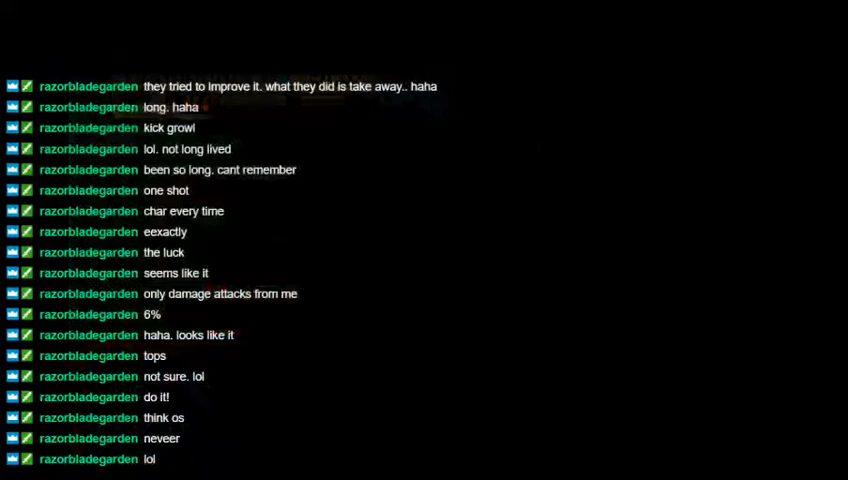 razorbladegarden they tried to improve it. what they did is take away.. haha
razorbladegarden long. haha
razorbladegarden kick growl
razorbladegarden lol. not long lived
razorbladegarden been so long. cant remember
razorbladegarden one shot
razorbladegarden char every time
razorbladegarden eexactly
razorbladegarden the luck
razorbladegarden seems like it
razorbladegarden only damage attacks from me
razorbladegarden 6%
razorbladegarden haha. looks like it
razorbladegarden tops
razorbladegarden not sure. lol
razorbladegarden do it!
razorbladegarden think os
razorbladegarden neveer
razorbladegarden lol